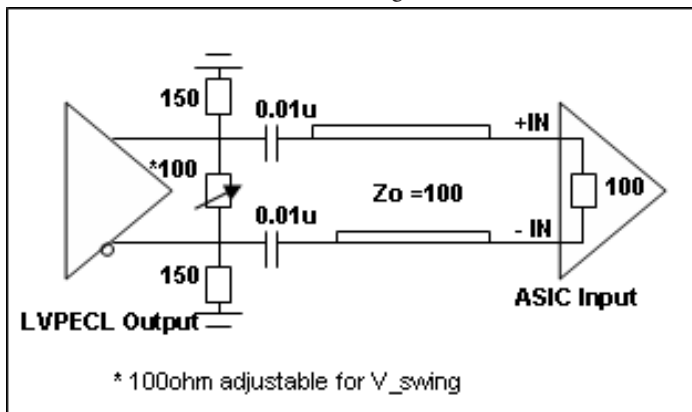 150
0.01u
+IN
*100
100
Zo =100
0.01u
- IN
150
ASIC Input
LVPECL Output
* 100ohm adjustable for V_swing